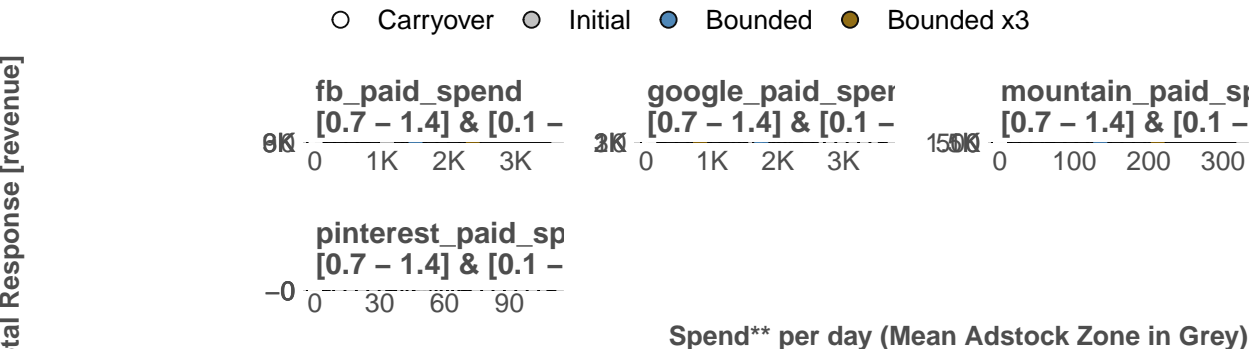 Carryover Initial Bounded Bounded x3
tal Response [revenue]
fb_paid_spend
[0.7 – 1.4] & [0.1 –
0 1K 2K 3K
google_paid_spen
[0.7 – 1.4] & [0.1 –
0 1K 2K 3K
mountain_paid_sp
[0.7 – 1.4] & [0.1 –
0 100 200 300
pinterest_paid_sp
[0.7 – 1.4] & [0.1 –
–0
0 30 60 90
Spend** per day (Mean Adstock Zone in Grey)